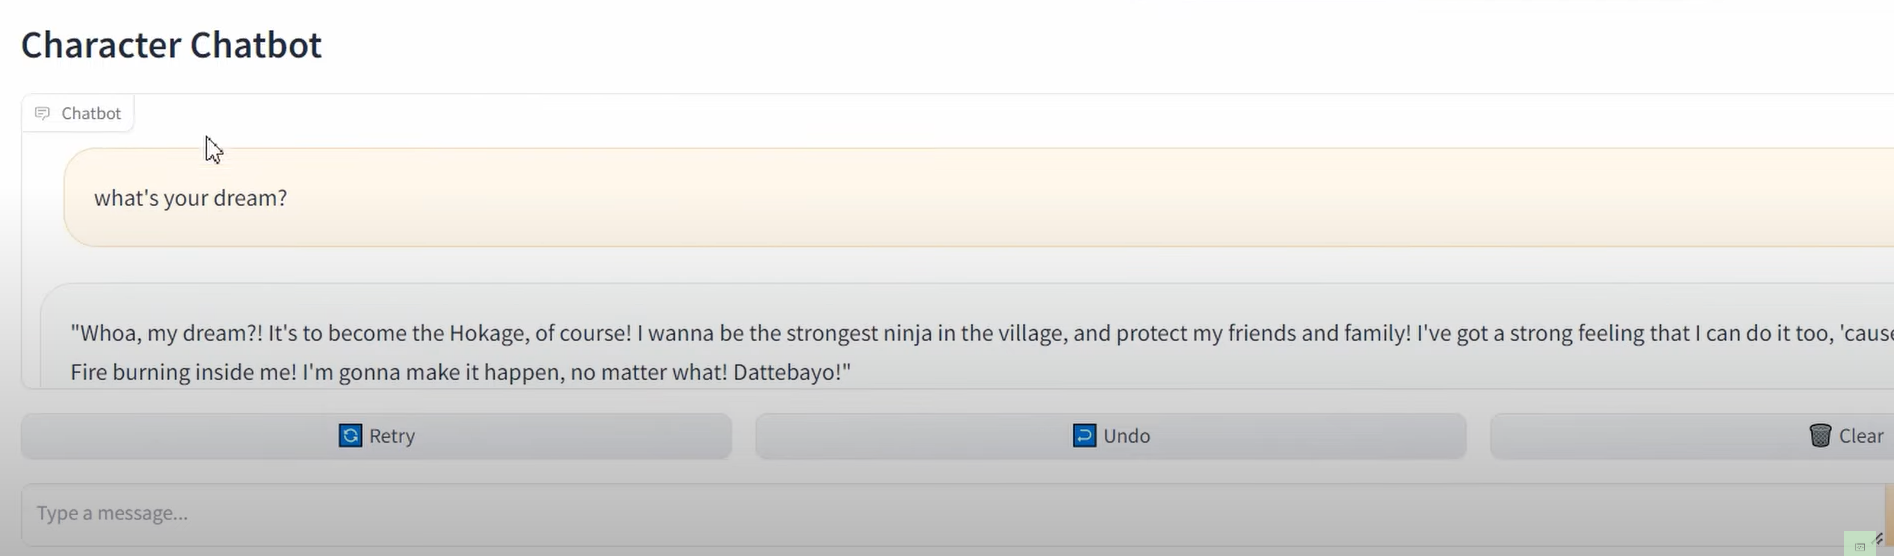 Character Chatbot
Chatbot
what's your dream?
"Whoa, my dream?! It's to become the Hokage, of course! I wanna be the strongest ninja in the village, and protect my friends and family! I've got a strong feeling that I can do it too, 'cause
Fire burning inside me! I'm gonna make it happen, no matter what! Dattebayo!"
Retry
Undo
Clear
Type a message...